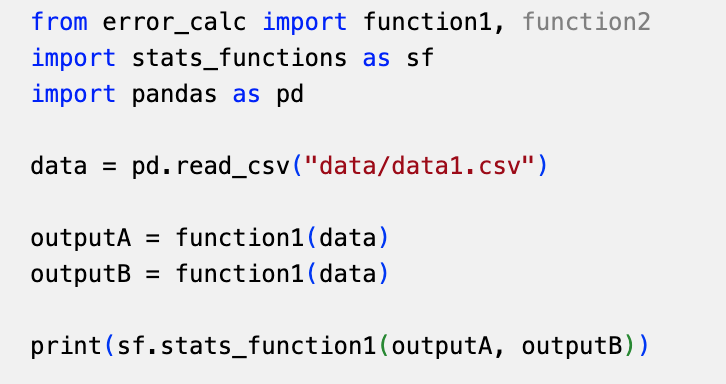 from error_calc import function1, function2
import stats_functions as sf
import pandas as pd
data = pd.read_csv("data/data1.csv")
outputA = function1(data)
outputB = function1(data)
print(sf.stats_function1(outputA, outputB))